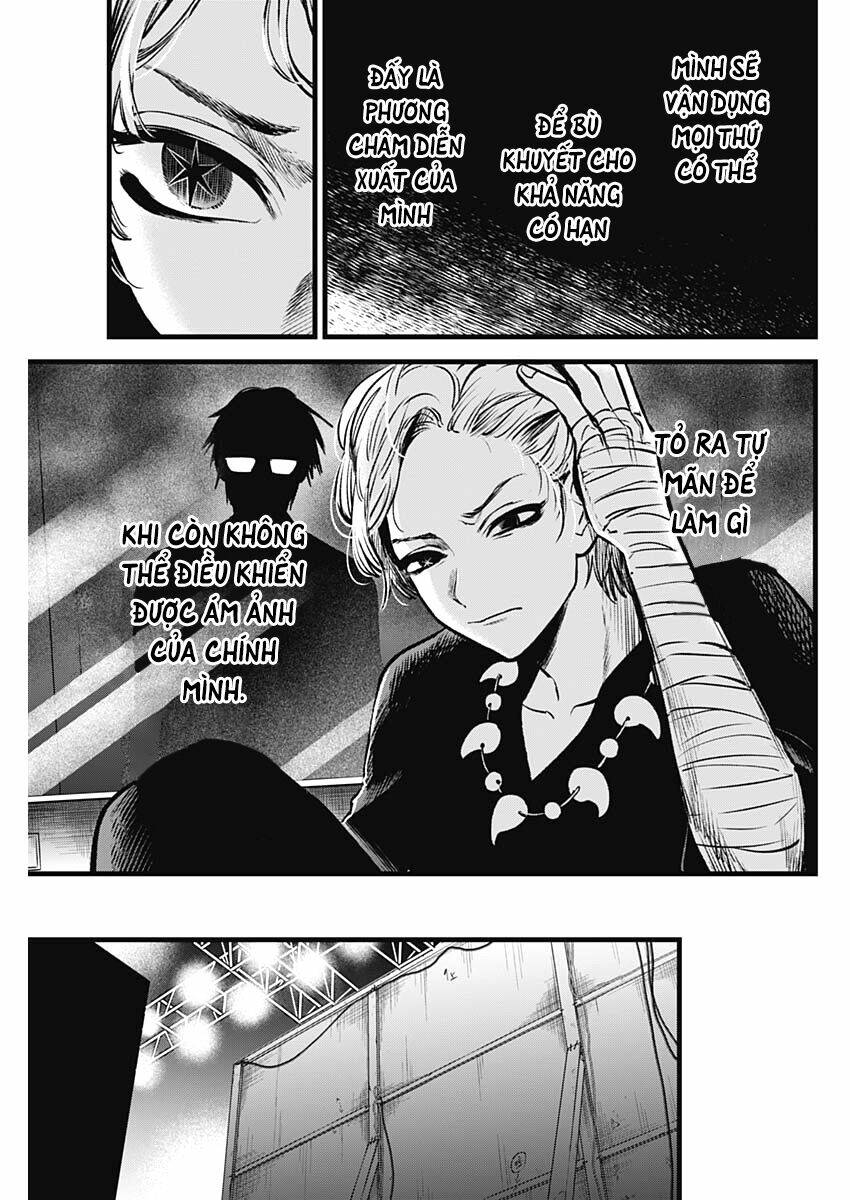 MÌNH SẼ
VẬN DỤNG
MỌI THỨ
CÓ THỂ
ĐỂ BÙ
KHUYẾT CHO
KHẢ NĂNG
CÓ HẠN
ĐẤY LÀ
PHƯƠNG
CHÂM DIỄN
XUẤT CỦA
MÌNH
TỎ RA TỰ
MÃN ĐỂ
LÀM GÌ
KHI CÒN KHÔNG
THỂ ĐIỀU KHIỂN
ĐƯỢC ÁM ẢNH
CỦA CHÍNH
MÌNH.